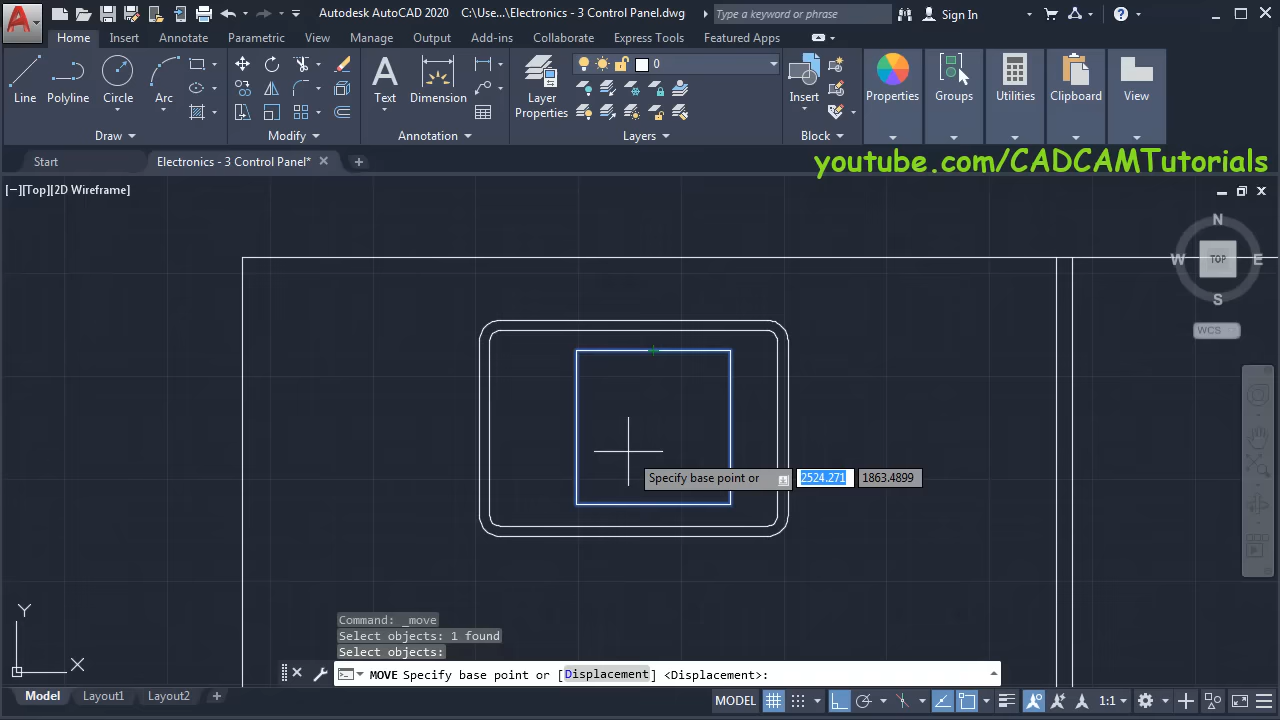 Autodesk AutoCAD 2020 C:\Use...\Electronics - 3 Control Panel.dwg Type a keyword or phrase Sign In
Home Insert Annotate Parametric View Manage Output Add-ins Collaborate Express Tools Featured Apps
Line Polyline Circle Arc Text Dimension Layer Properties 0 Insert Properties Groups Utilities Clipboard View
Draw Modify Annotation Layers Block
Start Electronics - 3 Control Panel*
youtube.com/CADCAMTutorials
[−][Top][2D Wireframe]
N
W TOP E
S
WCS
Specify base point or 2524.271 1863.4899
Y
X
Command: _move
Select objects: 1 found
Select objects:
MOVE Specify base point or [Displacement] <Displacement>:
Model Layout1 Layout2 MODEL 1:1